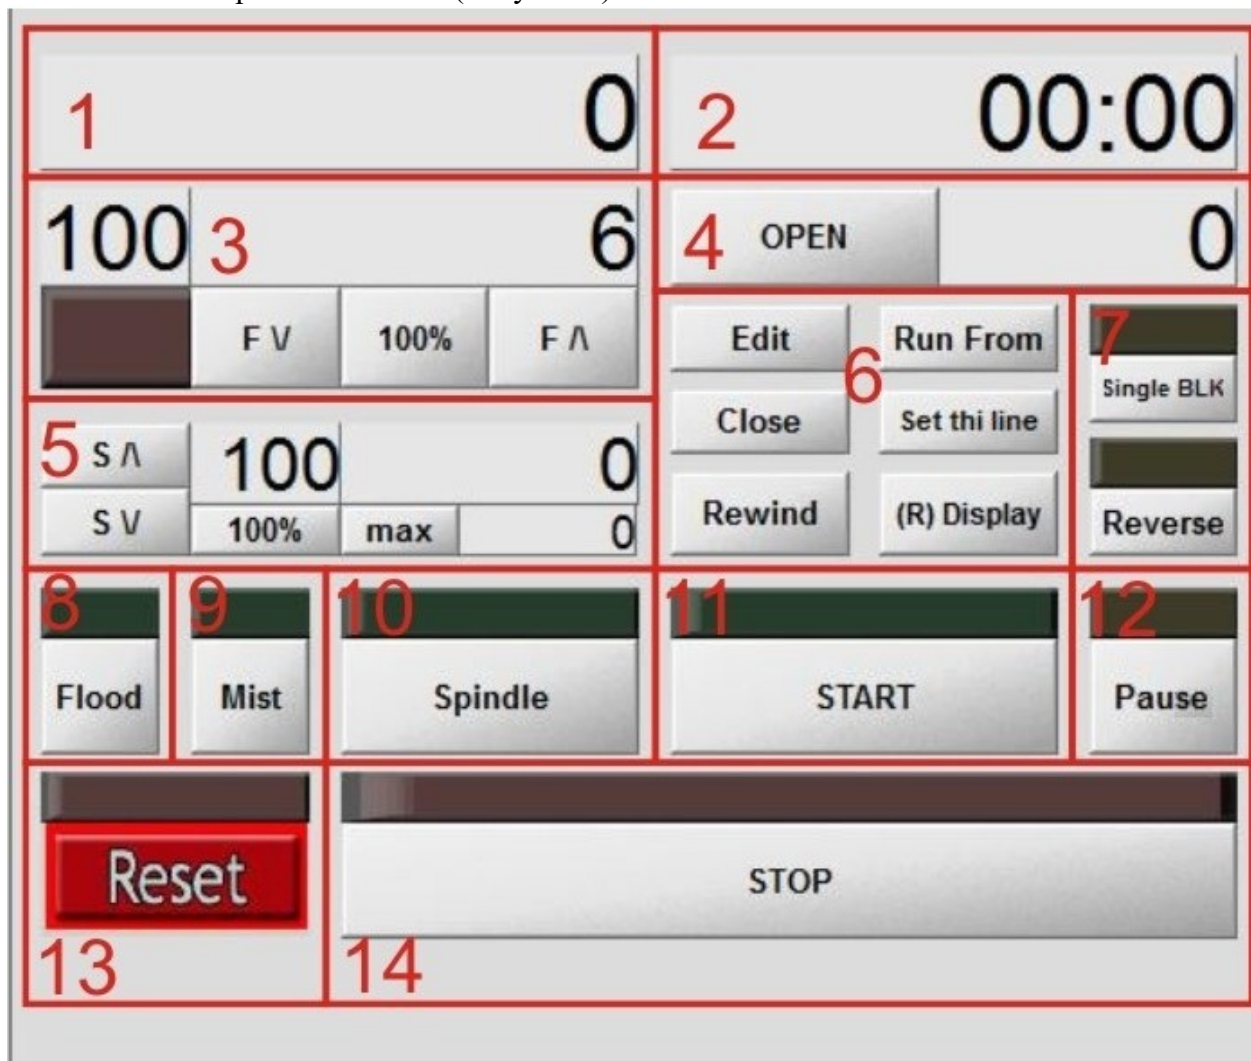 1 0
2 00:00
100 3 6
F \/ 100% F /\
4 OPEN 0
5 S /\ 100 0
S \/ 100% max 0
Edit Run From
6
Close Set thi line
Rewind (R) Display
7
Single BLK
Reverse
8 9 10 11 12
Flood Mist Spindle START Pause
Reset STOP
13 14